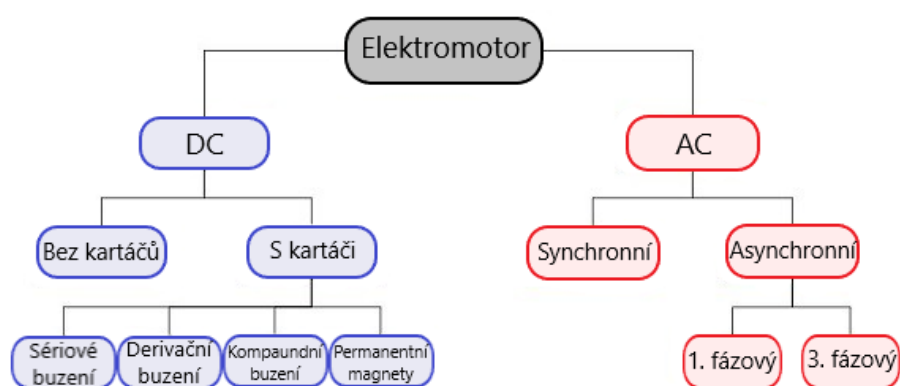 Elektromotor
DC
AC
Bez kartáčů
S kartáči
Synchronní
Asynchronní
Sériové
buzení
Derivační
buzení
Kompaundní
buzení
Permanentní
magnety
1. fázový
3. fázový